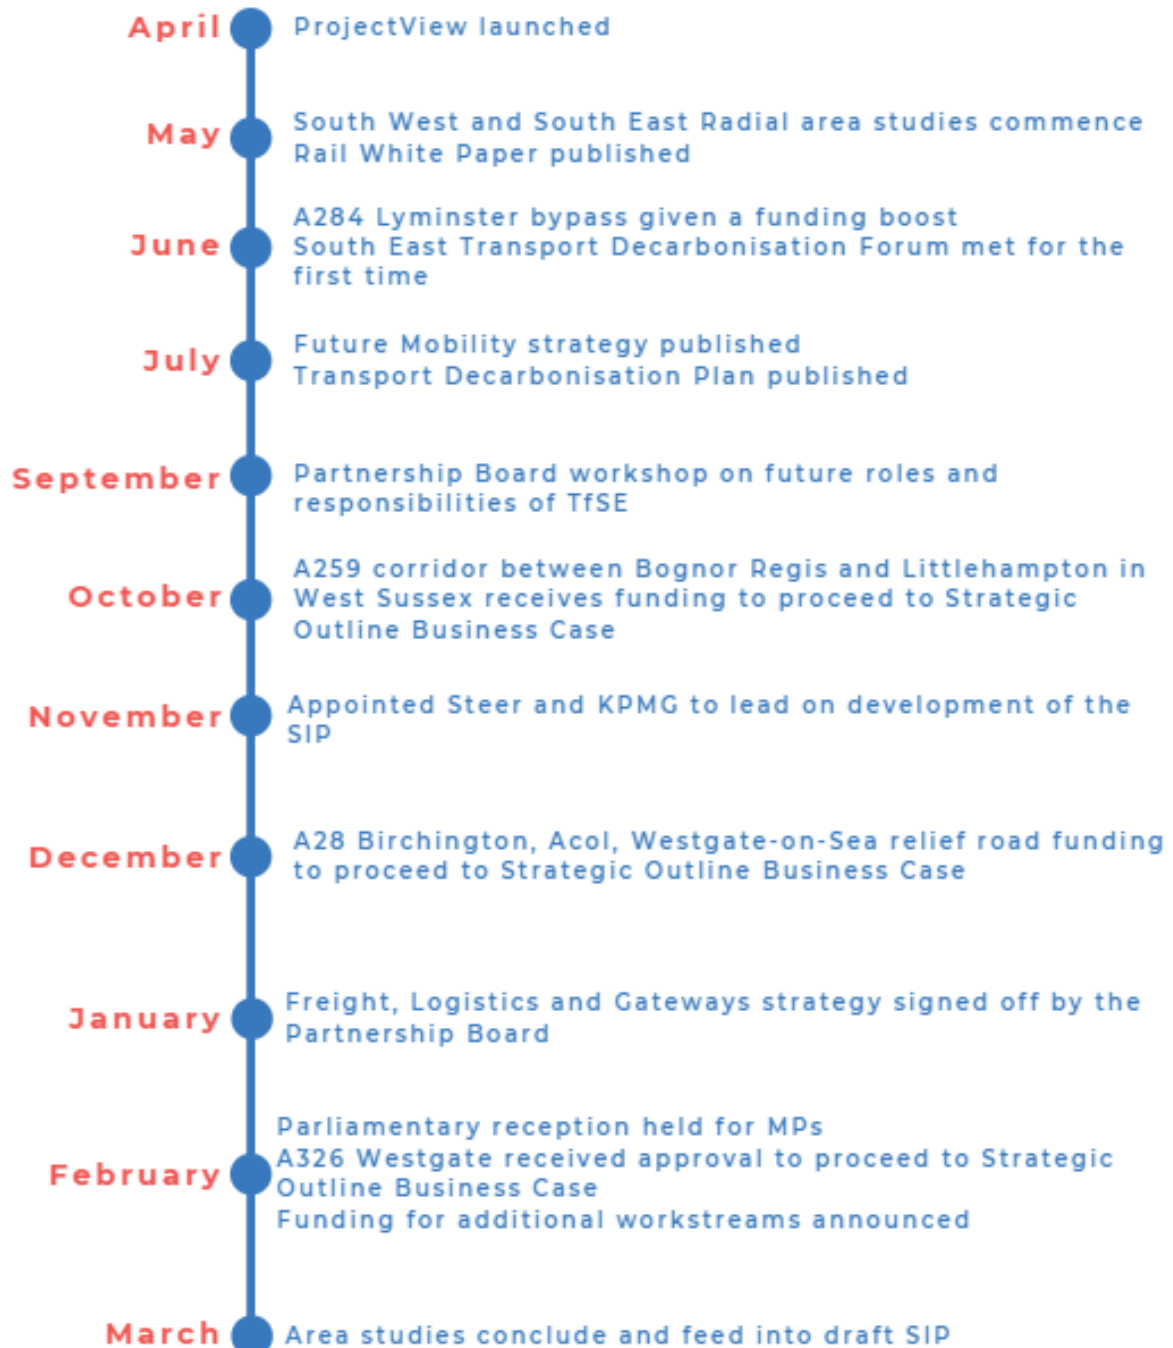 April
ProjectView launched
May
South West and South East Radial area studies commence
Rail White Paper published
June
A284 Lyminster bypass given a funding boost
South East Transport Decarbonisation Forum met for the
first time
July
Future Mobility strategy published
Transport Decarbonisation Plan published
September
Partnership Board workshop on future roles and
responsibilities of TfSE
October
A259 corridor between Bognor Regis and Littlehampton in
West Sussex receives funding to proceed to Strategic
Outline Business Case
November
Appointed Steer and KPMG to lead on development of the
SIP
December
A28 Birchington, Acol, Westgate-on-Sea relief road funding
to proceed to Strategic Outline Business Case
January
Freight, Logistics and Gateways strategy signed off by the
Partnership Board
February
Parliamentary reception held for MPs
A326 Westgate received approval to proceed to Strategic
Outline Business Case
Funding for additional workstreams announced
March
Area studies conclude and feed into draft SIP